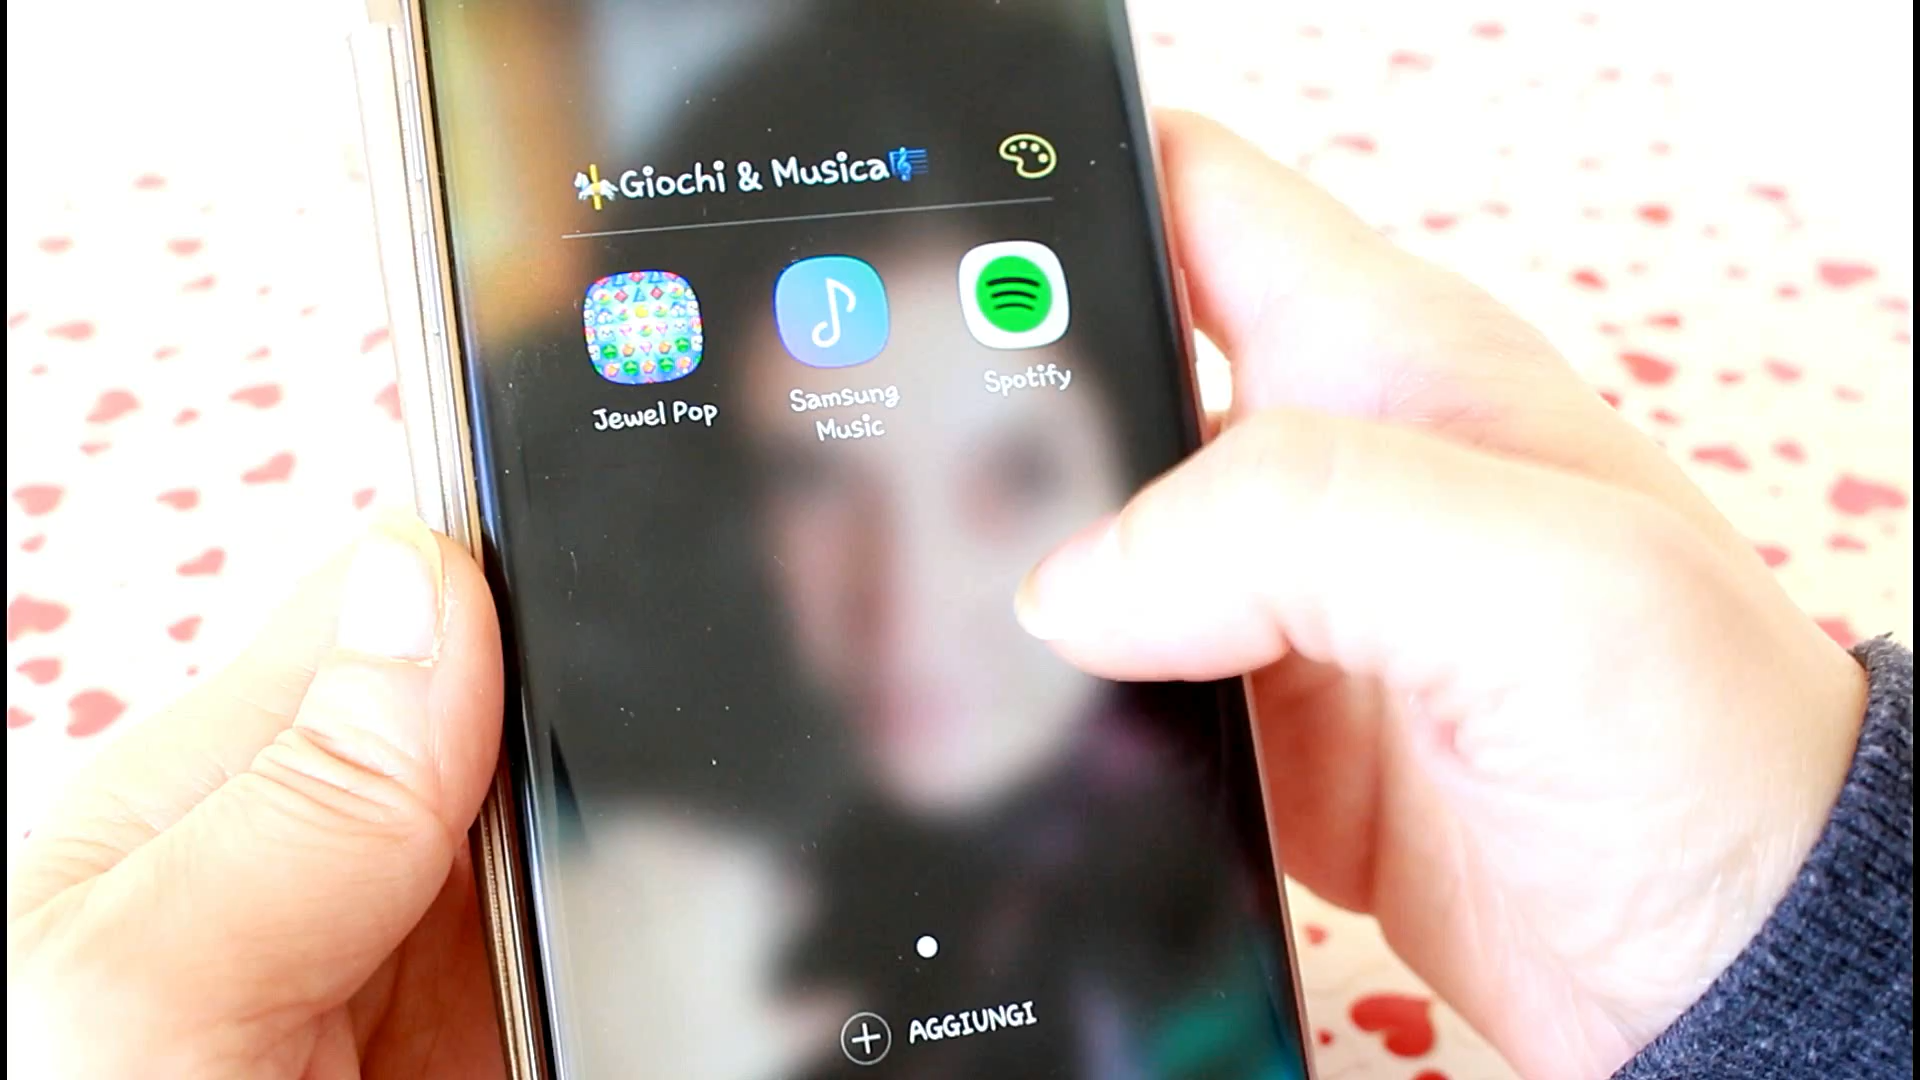 🎠Giochi & Musica🎼
Jewel Pop
Samsung
Music
Spotify
AGGIUNGI